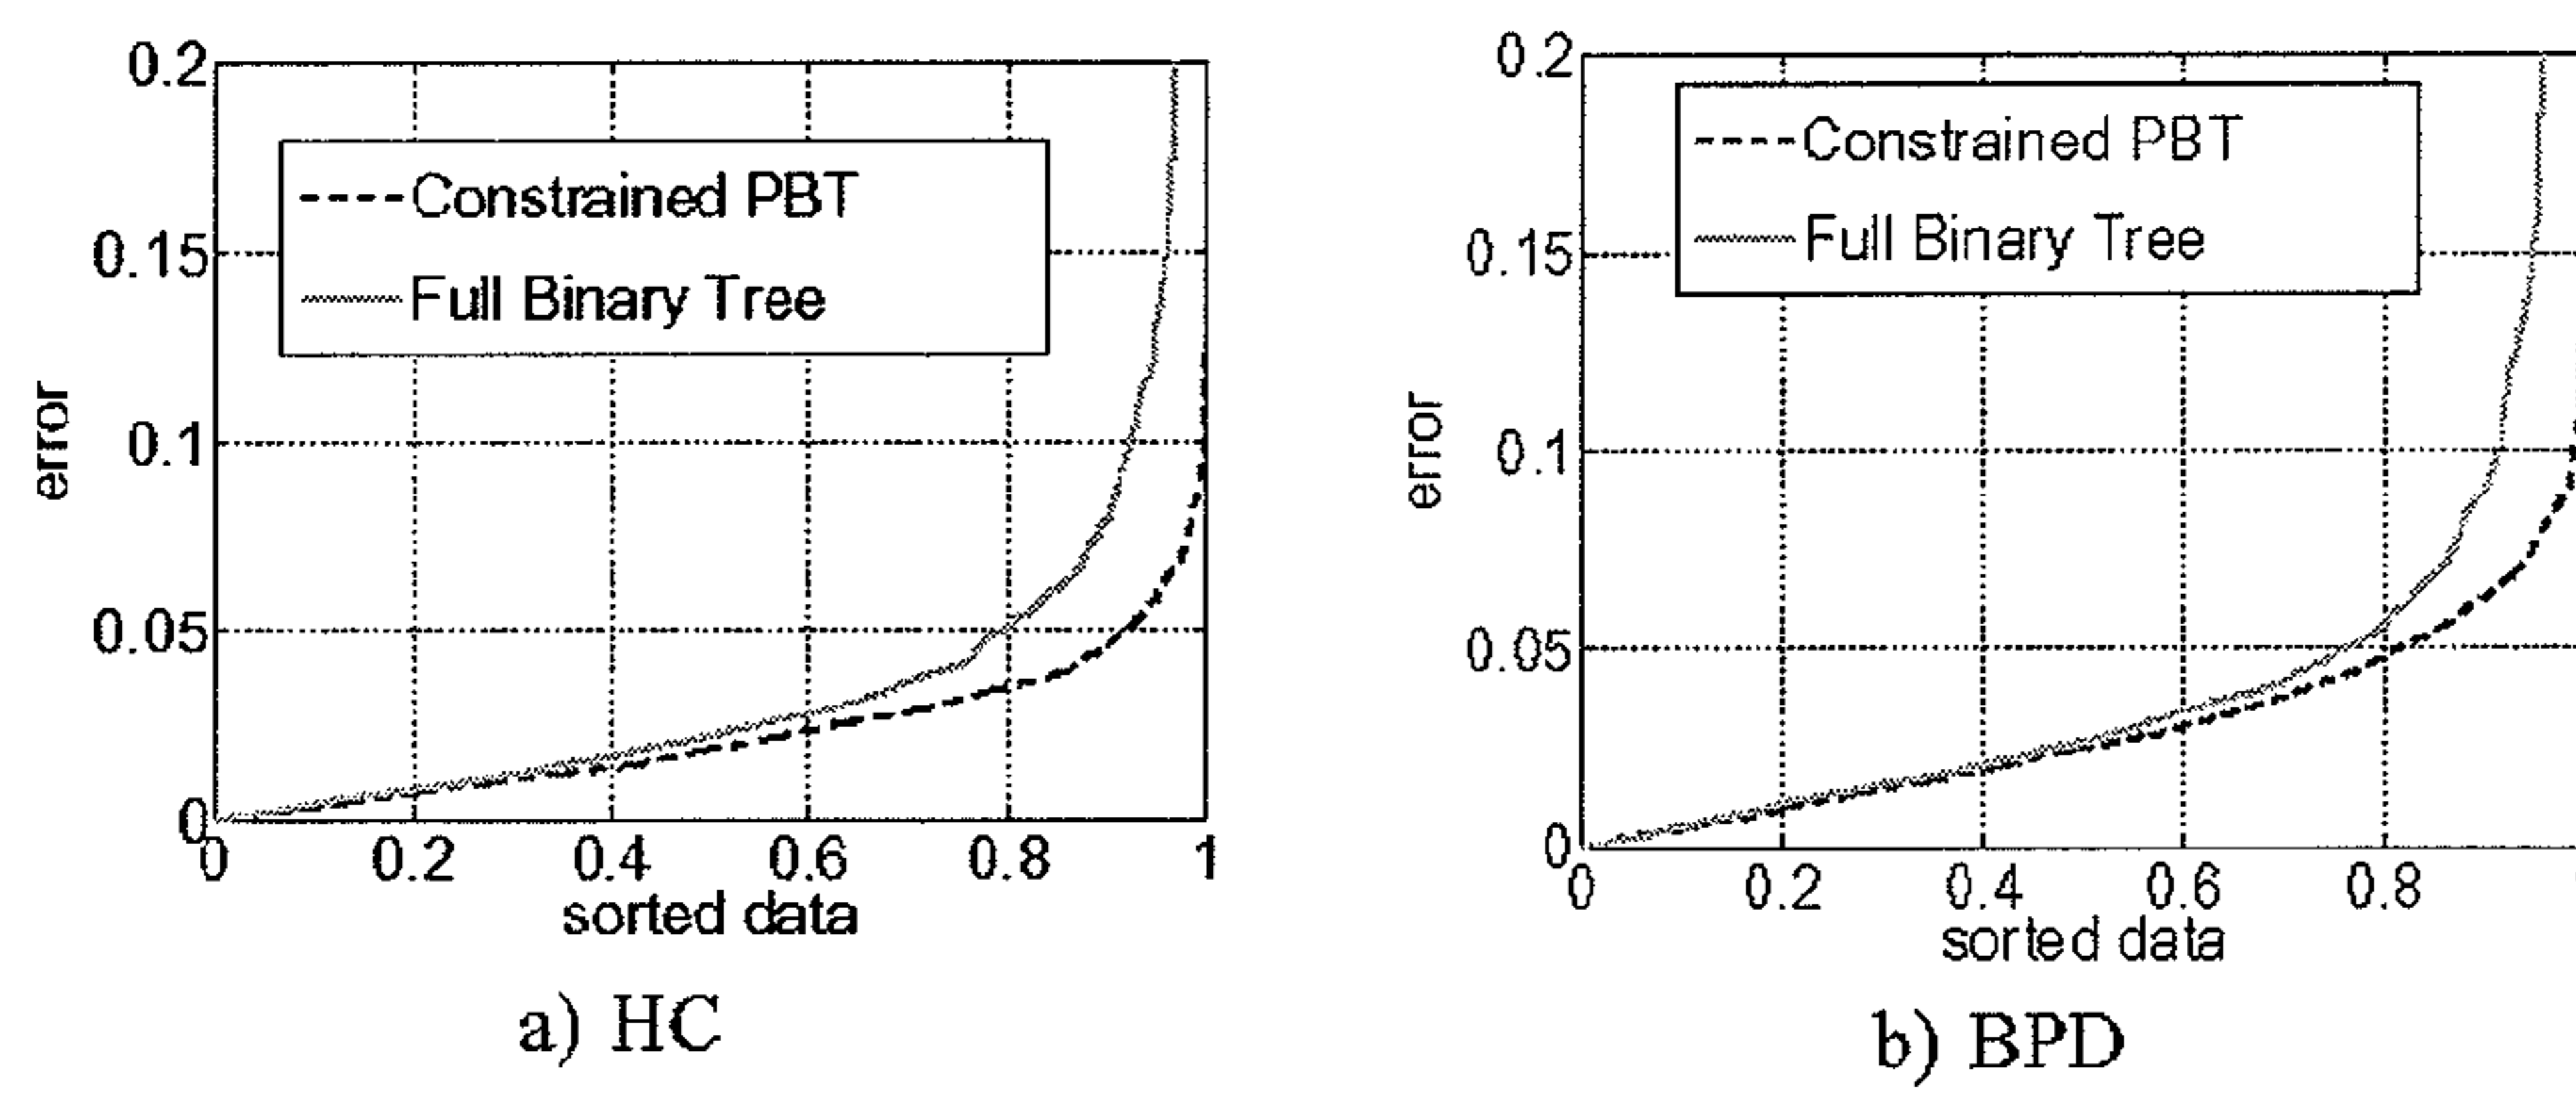 0.2
0.15
0.1
0.05
0
error
Constrained PBT
Full Binary Tree
0 0.2 0.4 0.6 0.8 1
sorted data
a) HC
0.2
0.15
0.1
0.05
0
error
Constrained PBT
Full Binary Tree
0 0.2 0.4 0.6 0.8
sorted data
b) BPD